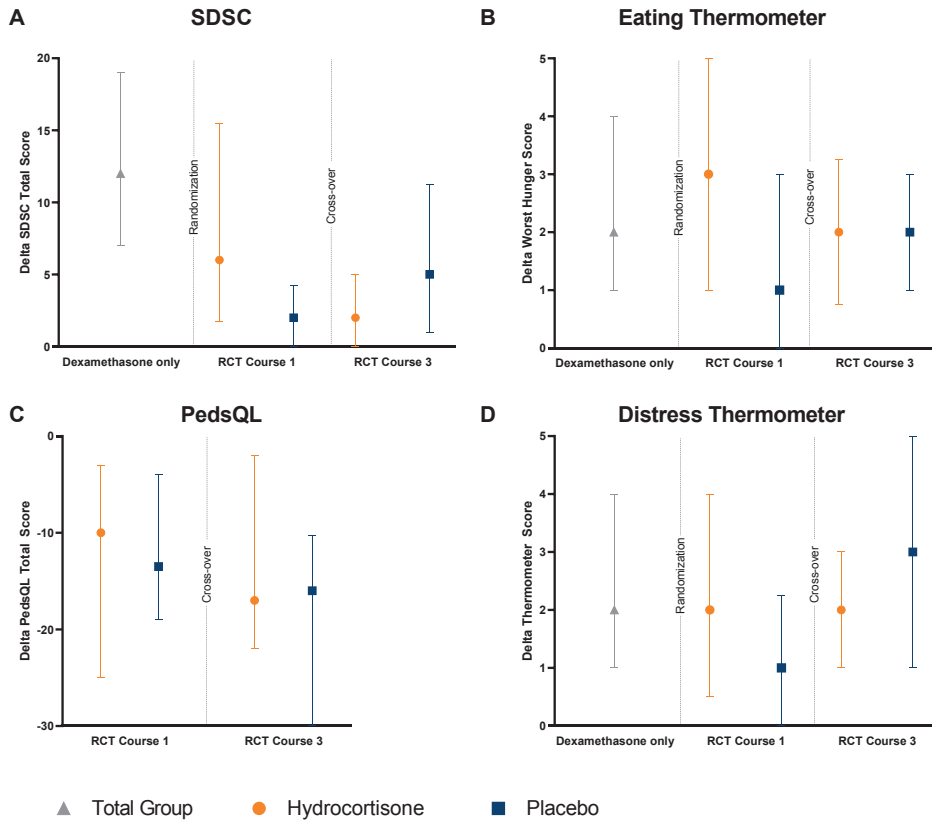 A
SDSC
Delta SDSC Total Score
20
15
10
5
0
Randomization
Cross-over
Dexamethasone only
RCT Course 1
RCT Course 3
B
Eating Thermometer
Delta Worst Hunger Score
5
4
3
2
1
0
Randomization
Cross-over
Dexamethasone only
RCT Course 1
RCT Course 3
C
PedsQL
Delta PedsQL Total Score
0
-10
-20
-30
Cross-over
RCT Course 1
RCT Course 3
D
Distress Thermometer
Delta Thermometer Score
5
4
3
2
1
0
Randomization
Cross-over
Dexamethasone only
RCT Course 1
RCT Course 3
Total Group
Hydrocortisone
Placebo